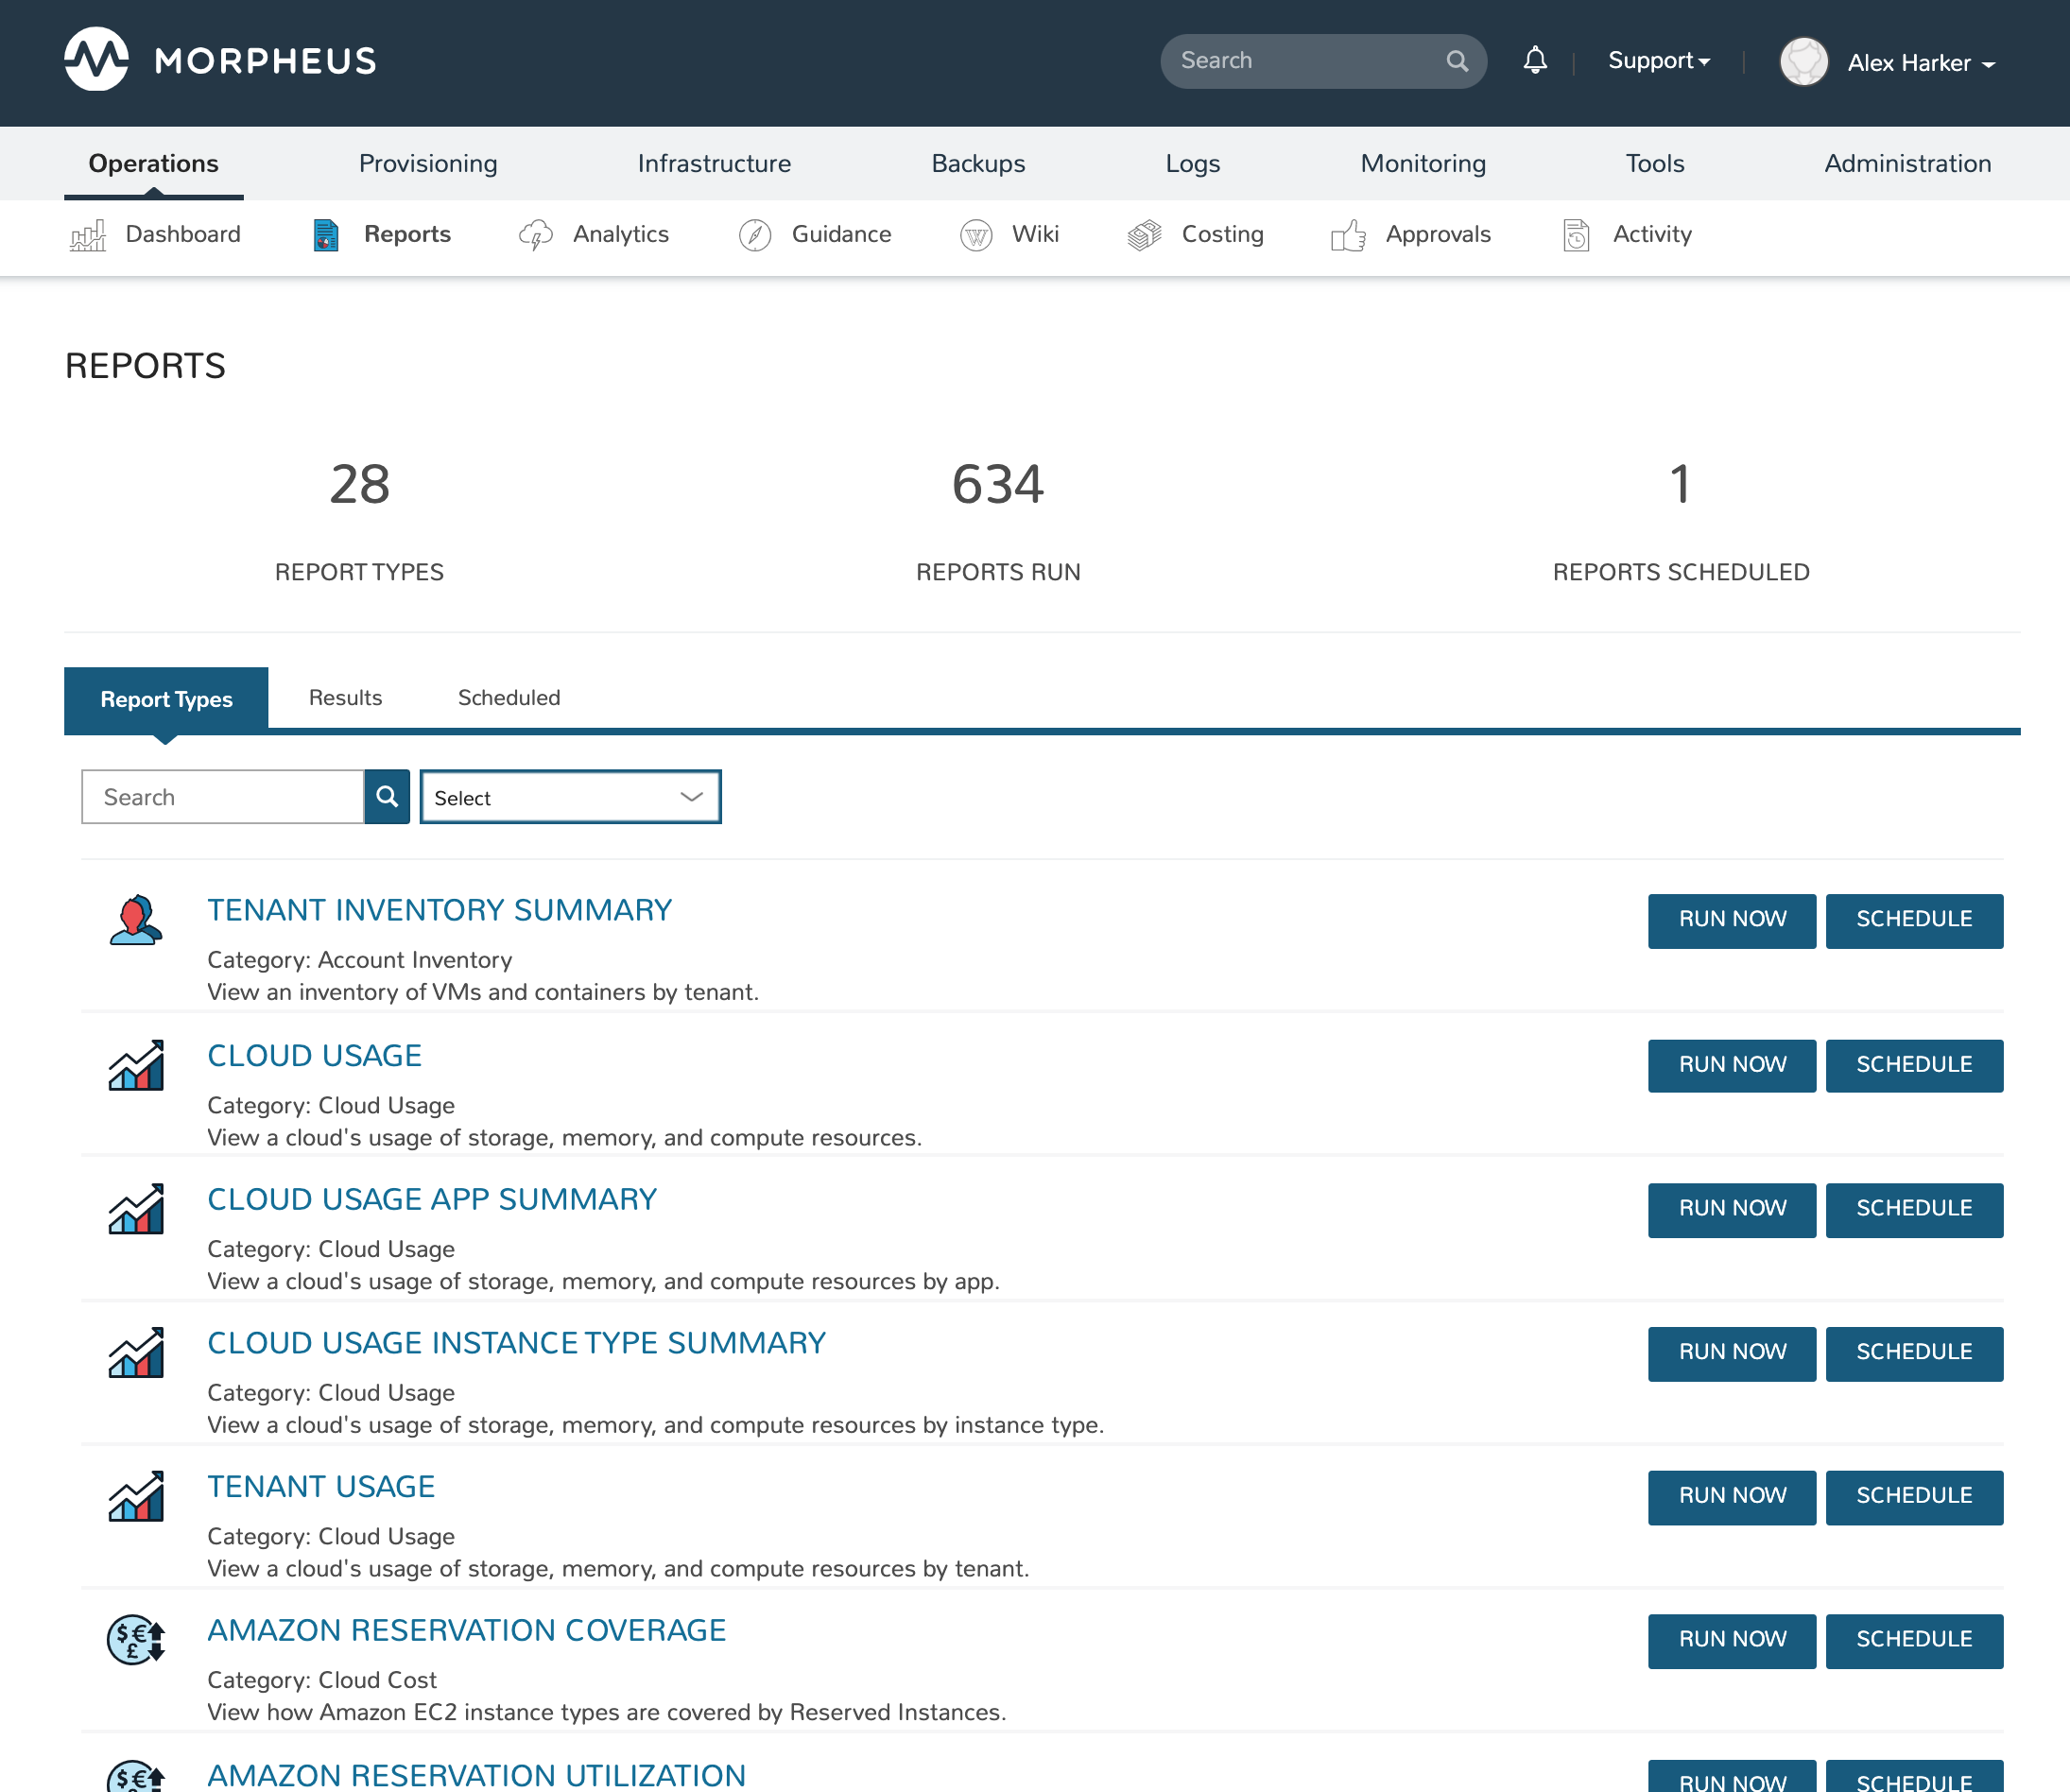 MORPHEUS
Search
Support
Alex Harker
Operations
Provisioning
Infrastructure
Backups
Logs
Monitoring
Tools
Administration
Dashboard
Reports
Analytics
Guidance
Wiki
Costing
Approvals
Activity
REPORTS
28
634
1
REPORT TYPES
REPORTS RUN
REPORTS SCHEDULED
Report Types
Results
Scheduled
Search
Select
TENANT INVENTORY SUMMARY
RUN NOW
SCHEDULE
Category: Account Inventory
View an inventory of VMs and containers by tenant.
CLOUD USAGE
RUN NOW
SCHEDULE
Category: Cloud Usage
View a cloud's usage of storage, memory, and compute resources.
CLOUD USAGE APP SUMMARY
RUN NOW
SCHEDULE
Category: Cloud Usage
View a cloud's usage of storage, memory, and compute resources by app.
CLOUD USAGE INSTANCE TYPE SUMMARY
RUN NOW
SCHEDULE
Category: Cloud Usage
View a cloud's usage of storage, memory, and compute resources by instance type.
TENANT USAGE
RUN NOW
SCHEDULE
Category: Cloud Usage
View a cloud's usage of storage, memory, and compute resources by tenant.
AMAZON RESERVATION COVERAGE
RUN NOW
SCHEDULE
Category: Cloud Cost
View how Amazon EC2 instance types are covered by Reserved Instances.
AMAZON RESERVATION UTILIZATION
RUN NOW
SCHEDULE